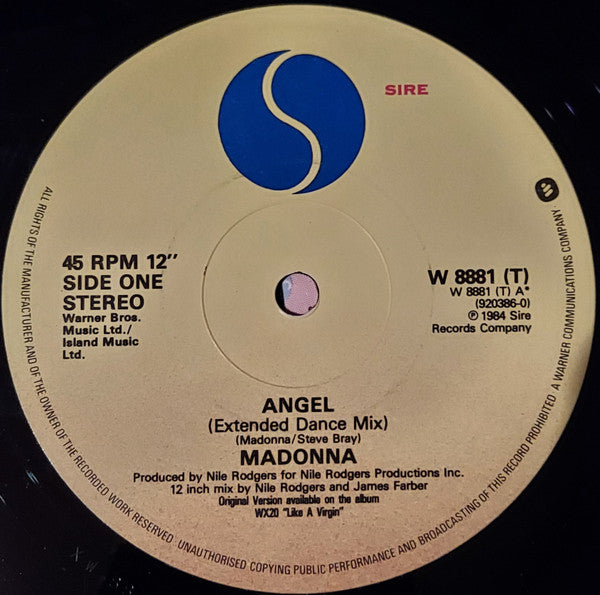 SIRE
45 RPM 12"
SIDE ONE
STEREO
Warner Bros.
Music Ltd./
Island Music
Ltd.
W 8881 (T)
W 8881 (T) A*
(920386-0)
℗ 1984 Sire
Records Company
ANGEL
(Extended Dance Mix)
(Madonna/Steve Bray)
MADONNA
Produced by Nile Rodgers for Nile Rodgers Productions Inc.
12 inch mix by Nile Rodgers and James Farber
Original Version available on the album
WX20 "Like A Virgin"
ALL RIGHTS OF THE MANUFACTURER AND OF THE OWNER OF THE RECORDED WORK RESERVED. UNAUTHORISED COPYING PUBLIC PERFORMANCE AND BROADCASTING OF THIS RECORD PROHIBITED. A WARNER COMMUNICATIONS COMPANY.